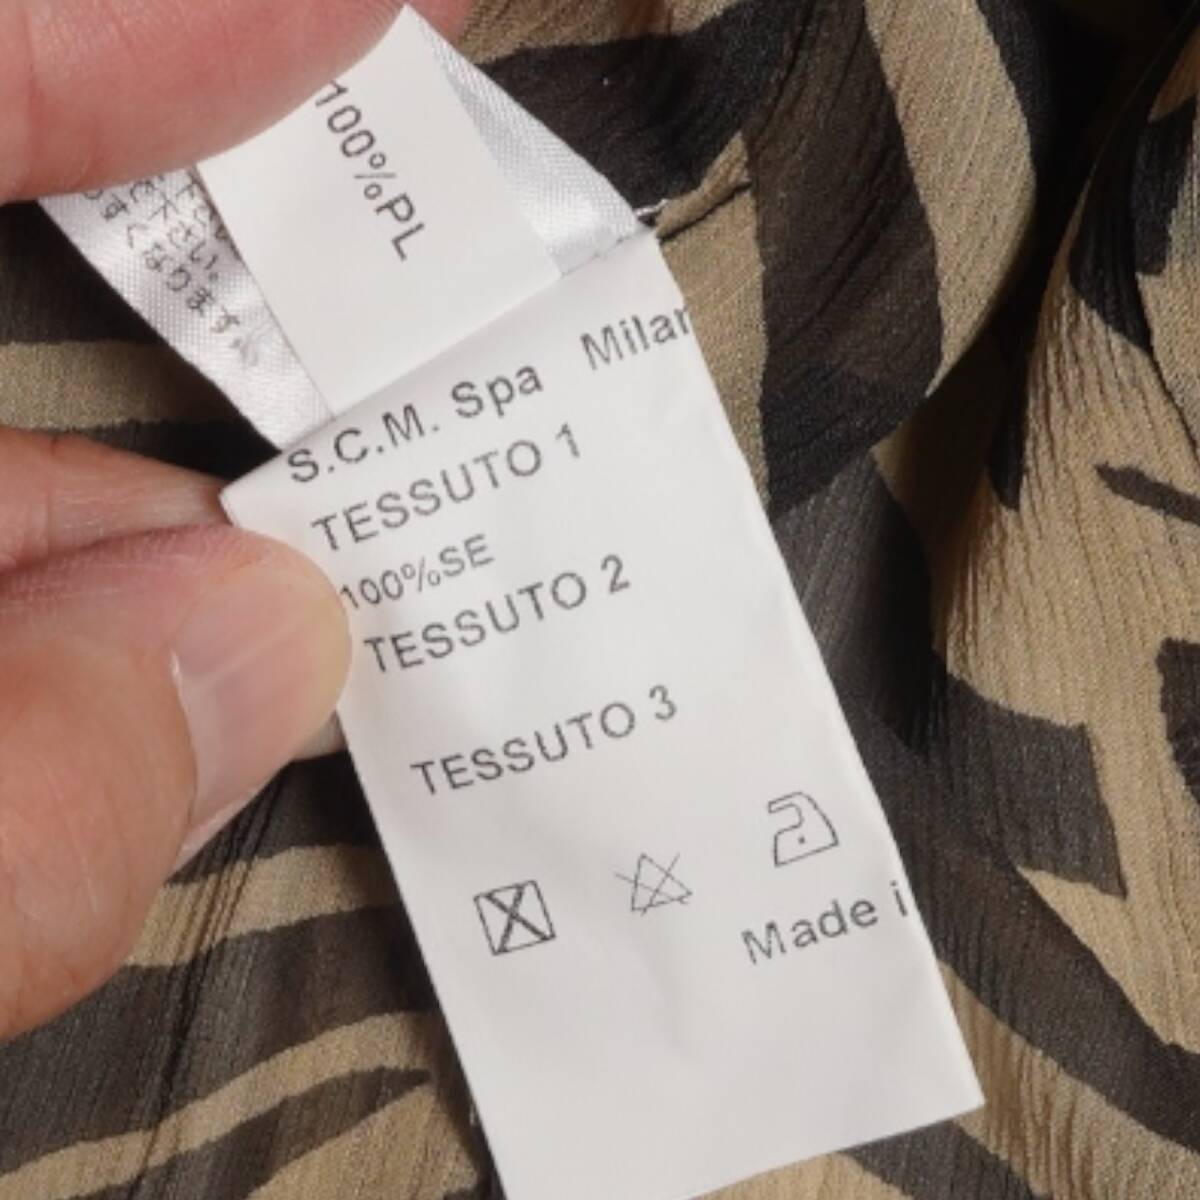 100%PL
S.C.M. Spa Milan
TESSUTO 1
100%SE
TESSUTO 2
TESSUTO 3
Made i